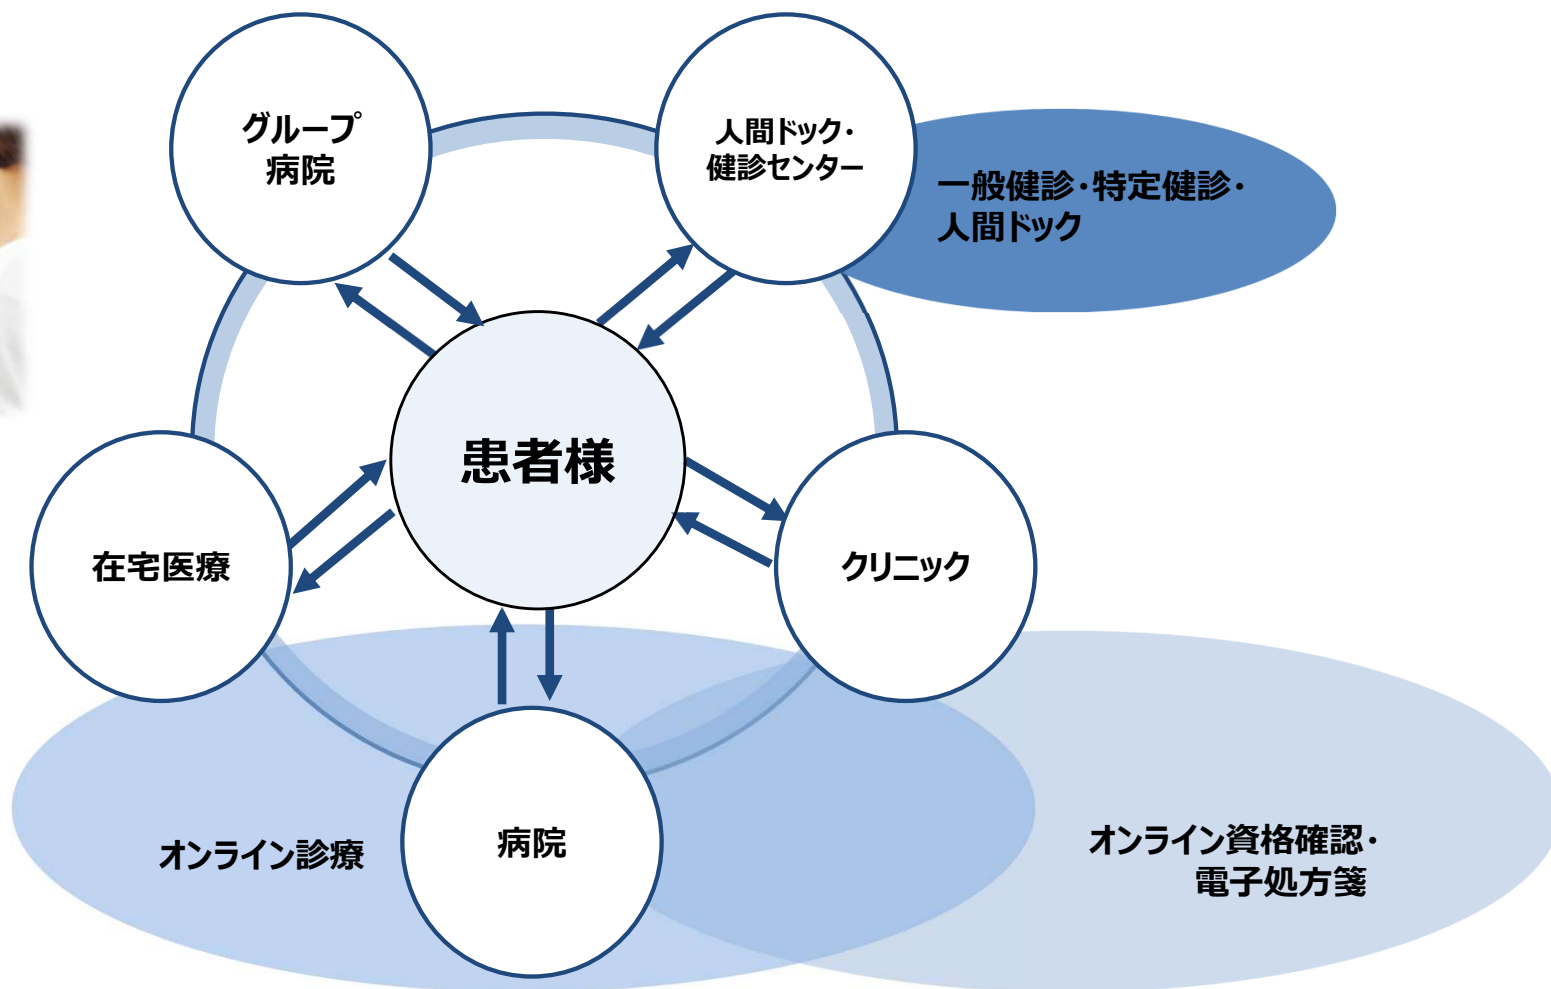 グループ
病院
人間ドック・
健診センター
一般健診・特定健診・
人間ドック
患者様
在宅医療
クリニック
オンライン診療
病院
オンライン資格確認・
電子処方箋